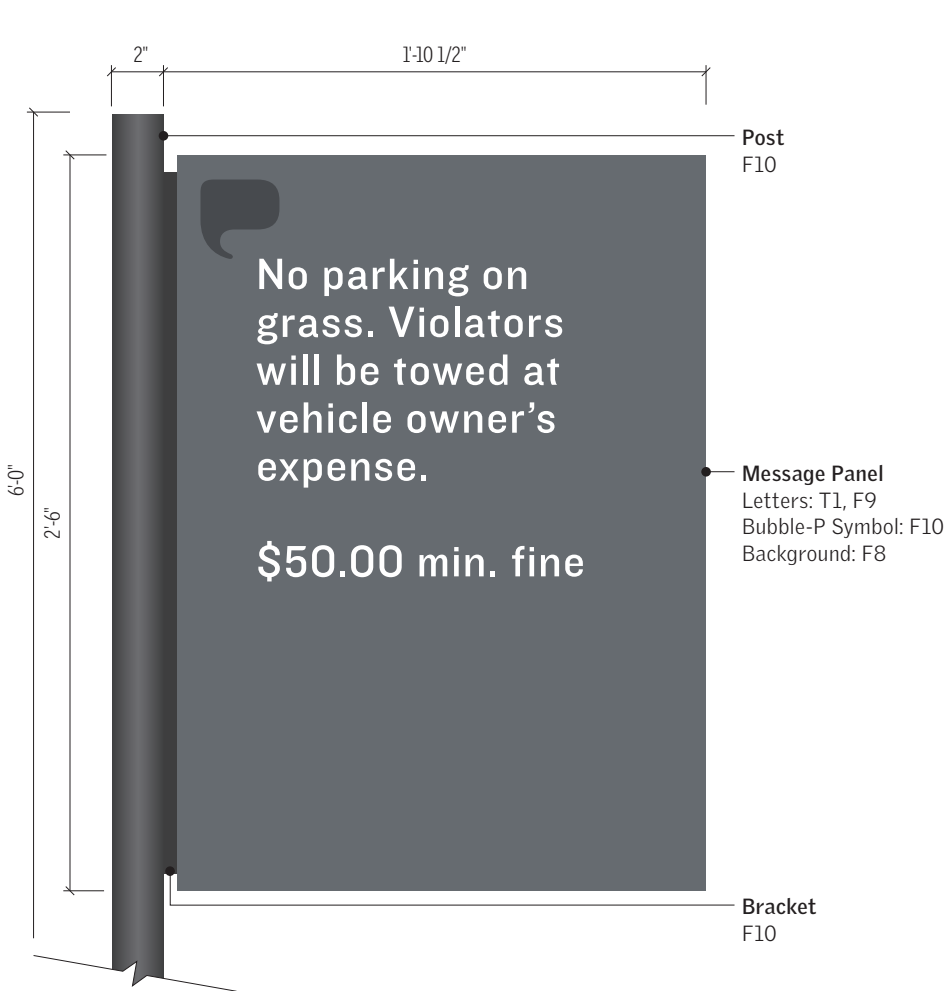 2"
1'-10 1/2"
Post
F10
No parking on
grass. Violators
will be towed at
vehicle owner’s
expense.
$50.00 min. fine
6'-0"
2'-6"
Message Panel
Letters: T1, F9
Bubble-P Symbol: F10
Background: F8
Bracket
F10